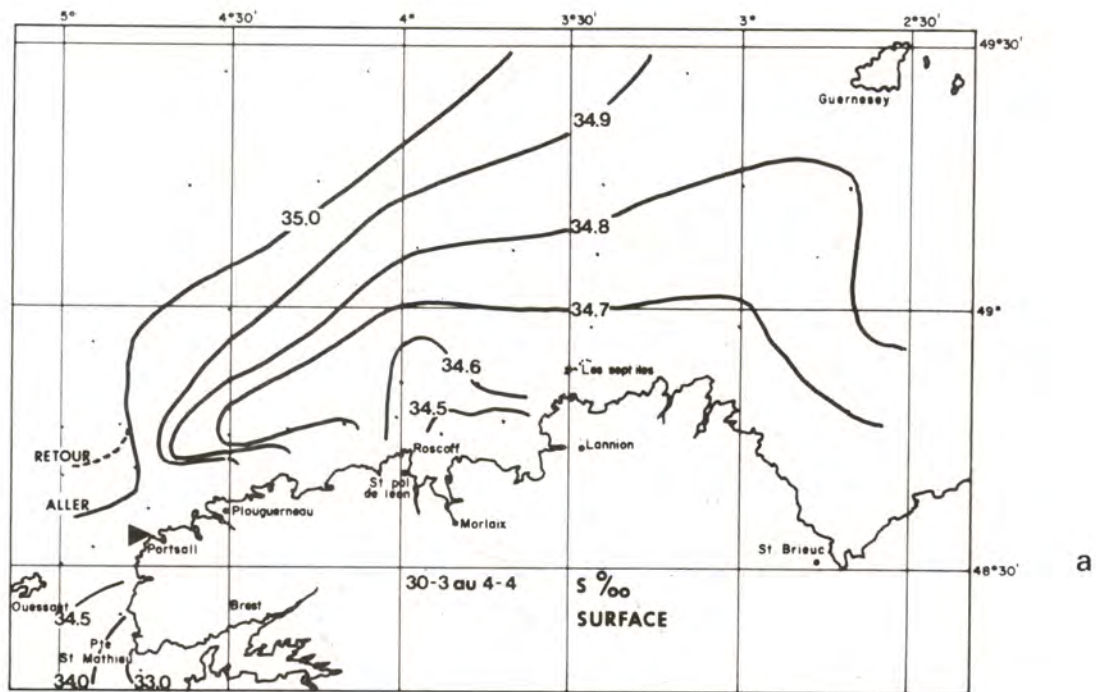 5° 4°30' 4° 3°30' 3° 2°30'
49°30'
Guernesey
34.9
35.0
34.8
34.7
49°
34.6
Les sept iles
34.5
RETOUR
Roscoff
Lannion
St pol
de léon
ALLER
Plouguerneau
Morlaix
Portsall
St. Brieuc
48°30'
a
30-3 au 4-4
S ‰
SURFACE
Ouessant
34.5
Brest
Pte
St Mathieu
34.0
33.0